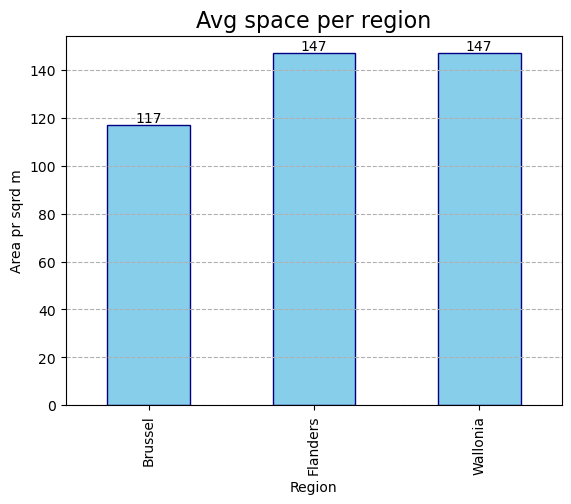 Avg space per region
147
147
140
117
120
100
80
60
40
20
0
Area pr sqrd m
Brussel
Flanders
Wallonia
Region